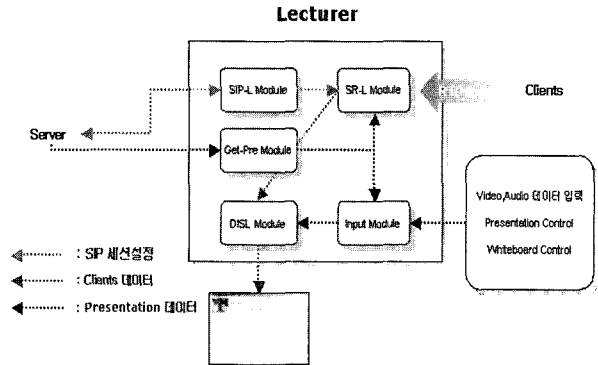 Lecturer
SIP-L Module
SR-L Module
Clients
Server
Get-Pre Module
Video,Audio 데이터 입력
Presentation Control
Whiteboard Control
DISL Module
Input Module
: SIP 세션설정
: Clients 데이터
: Presentation 데이터